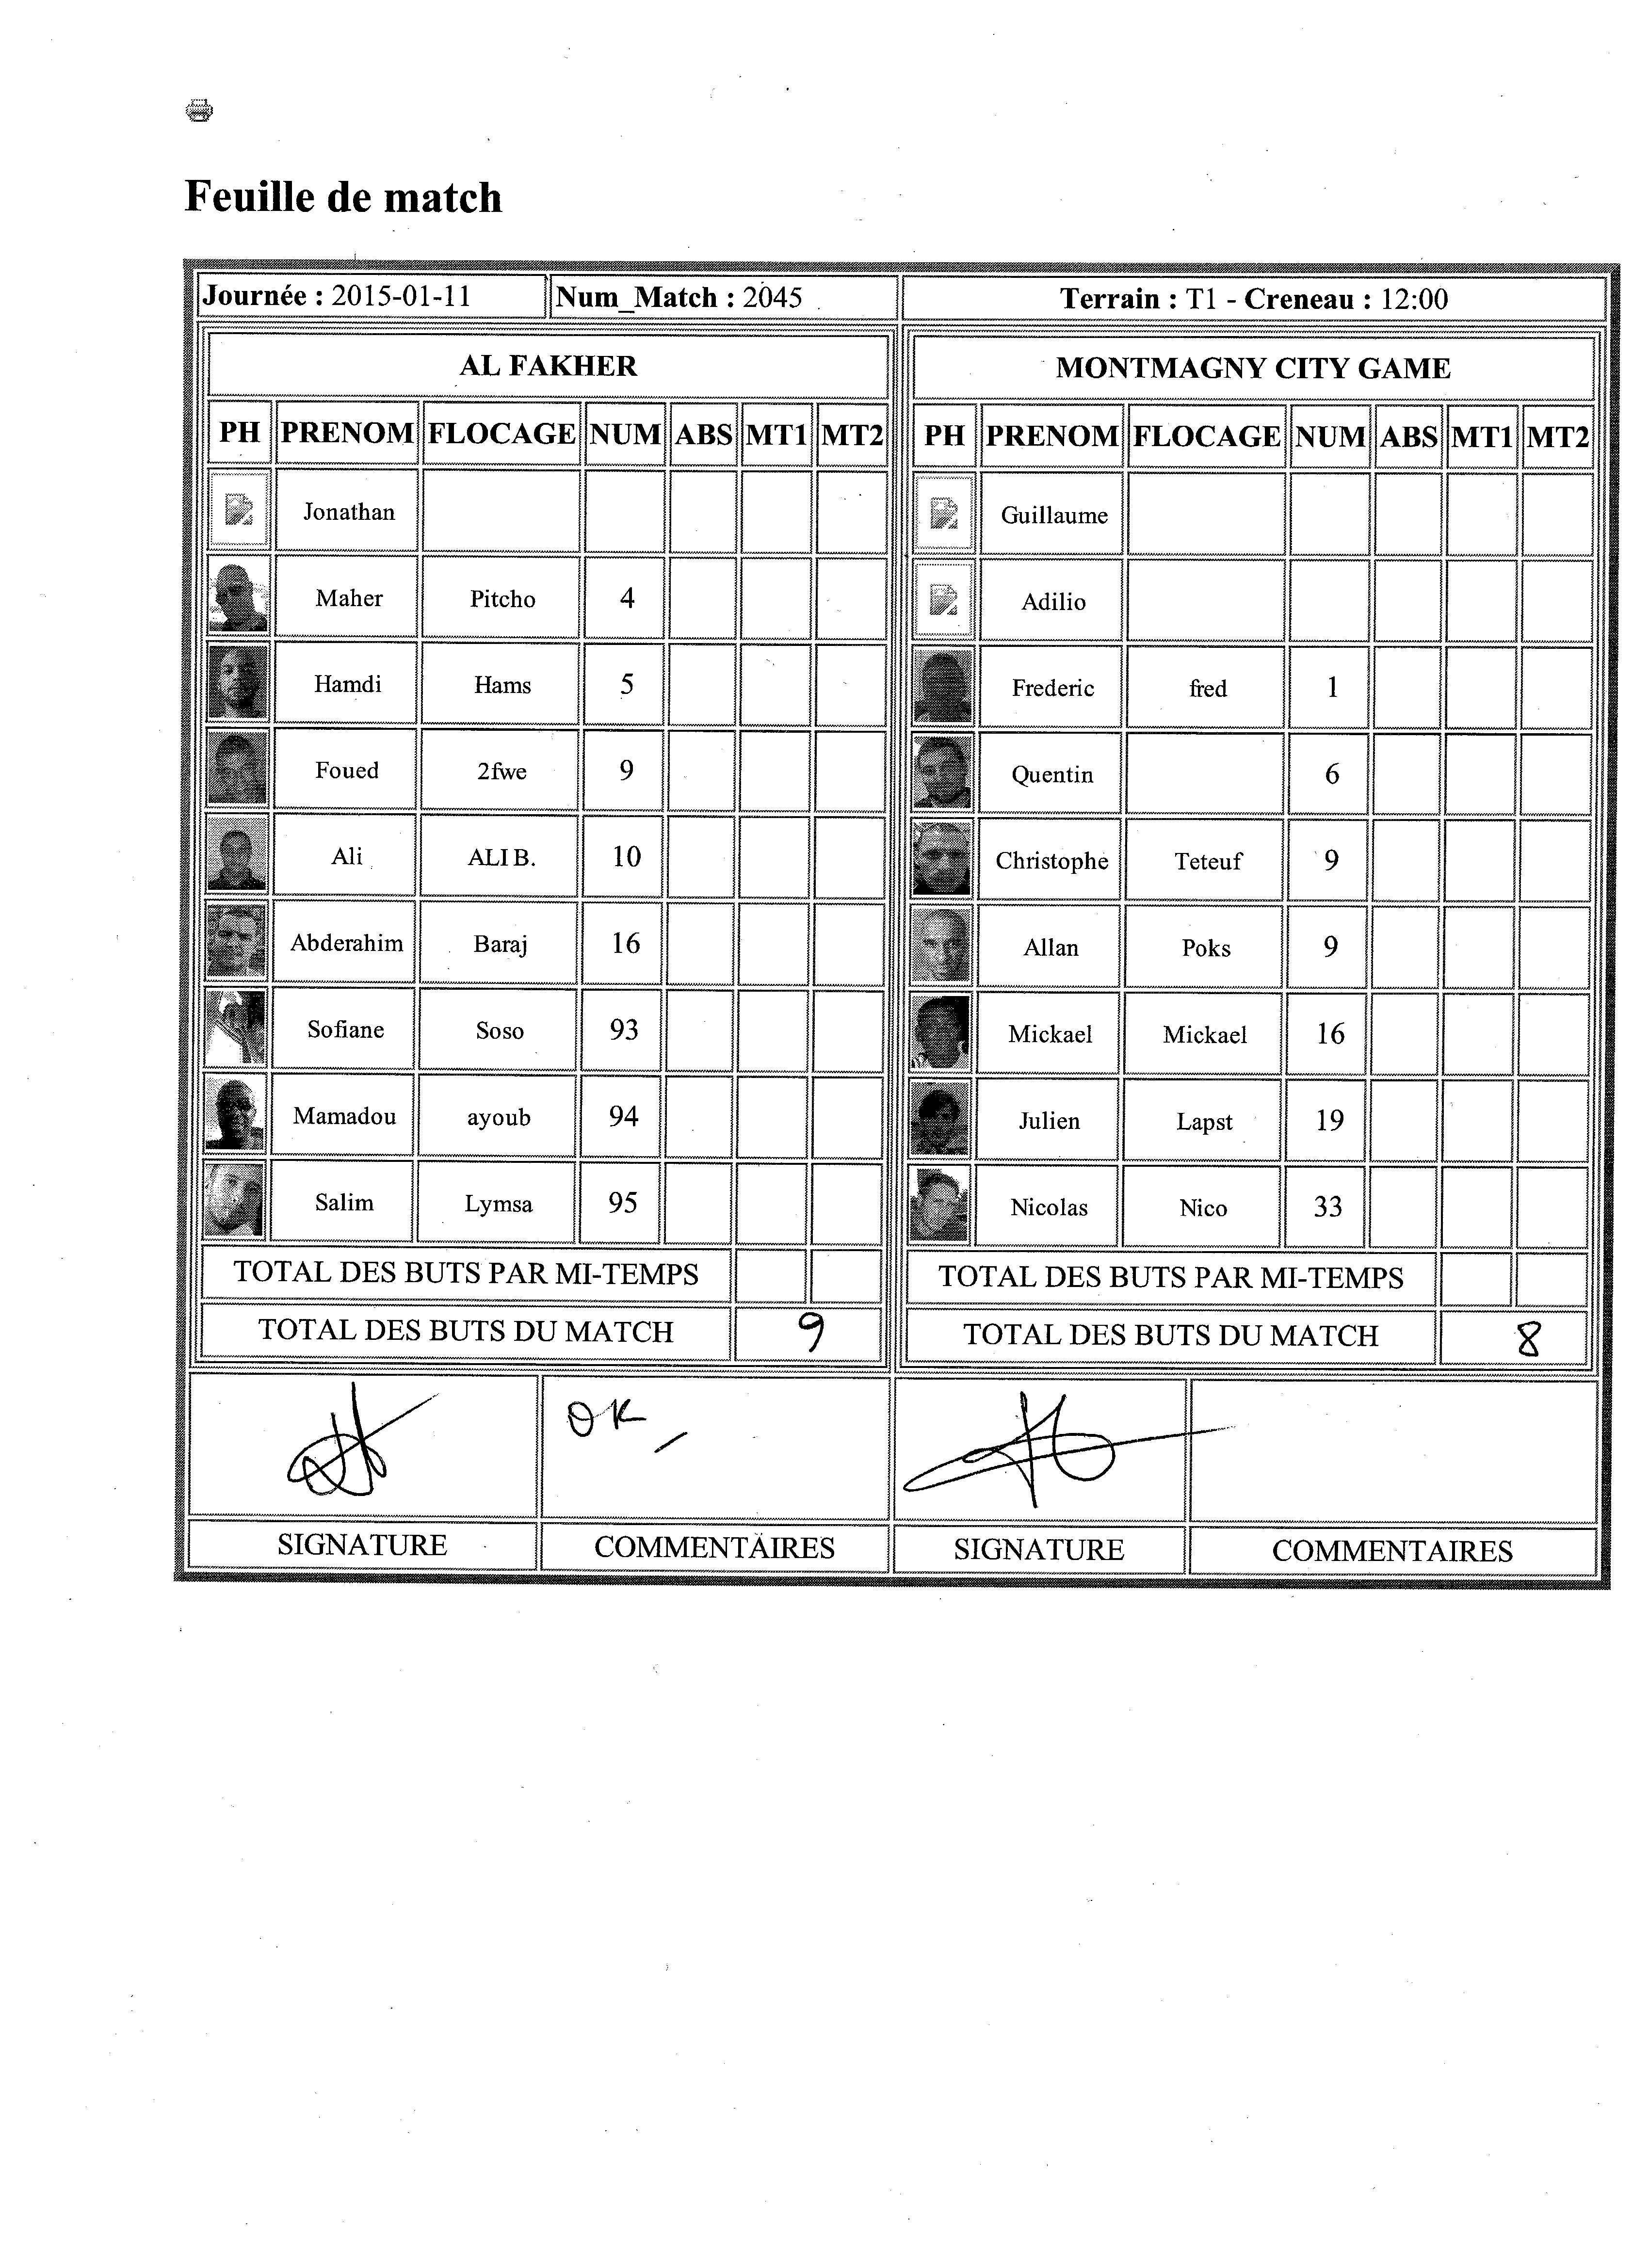 Feuille de match
Journée : 2015-01-11 Num_Match : 2045 Terrain : T1 - Creneau : 12:00
AL FAKHER MONTMAGNY CITY GAME
PH PRENOM FLOCAGE NUM ABS MT1 MT2 PH PRENOM FLOCAGE NUM ABS MT1 MT2
Jonathan Guillaume
Maher Pitcho 4 Adilio
Hamdi Hams 5 Frederic fred 1
Foued 2fwe 9 Quentin 6
Ali ALI B. 10 Christophe Teteuf 9
Abderahim Baraj 16 Allan Poks 9
Sofiane Soso 93 Mickael Mickael 16
Mamadou ayoub 94 Julien Lapst 19
Salim Lymsa 95 Nicolas Nico 33
TOTAL DES BUTS PAR MI-TEMPS TOTAL DES BUTS PAR MI-TEMPS
TOTAL DES BUTS DU MATCH 9 TOTAL DES BUTS DU MATCH 8
OK
SIGNATURE COMMENTAIRES SIGNATURE COMMENTAIRES